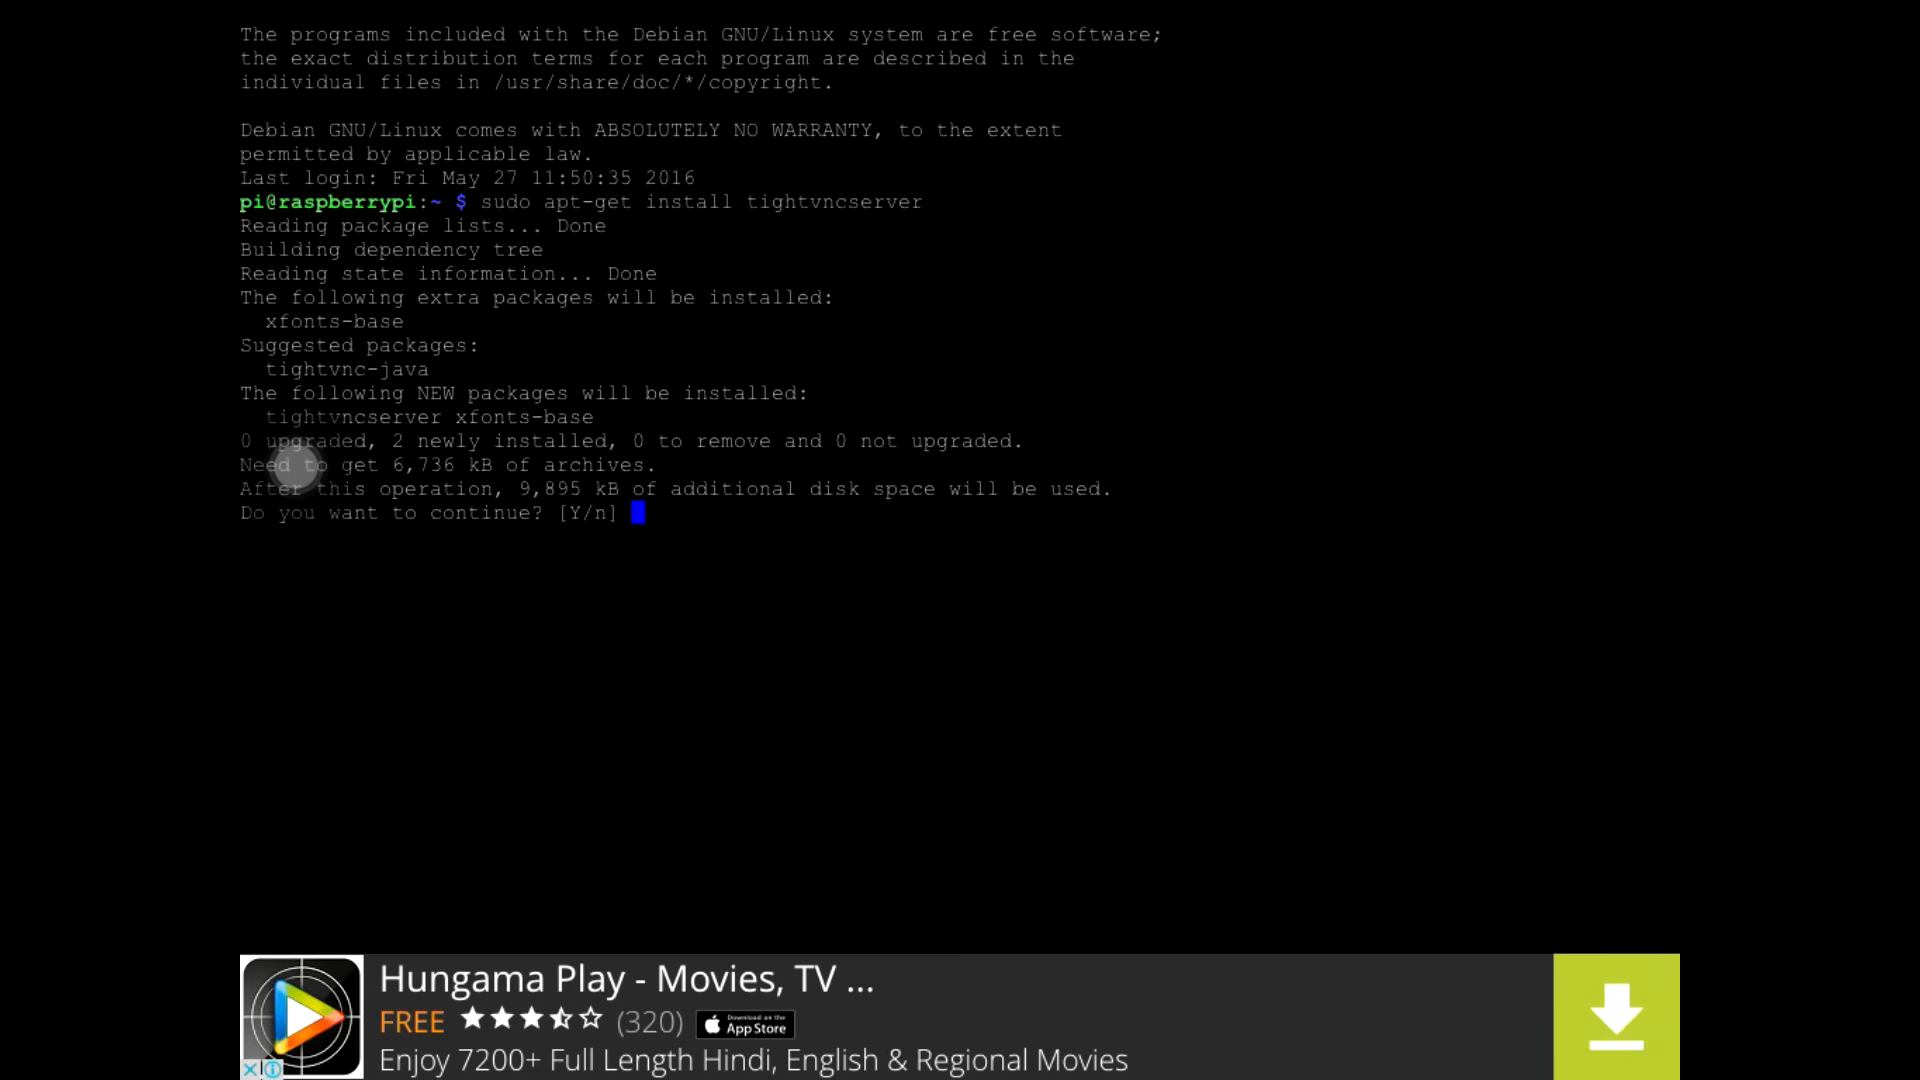 The programs included with the Debian GNU/Linux system are free software;
the exact distribution terms for each program are described in the
individual files in /usr/share/doc/*/copyright.
Debian GNU/Linux comes with ABSOLUTELY NO WARRANTY, to the extent
permitted by applicable law.
Last login: Fri May 27 11:50:35 2016
pi@raspberrypi:~ $ sudo apt-get install tightvncserver
Reading package lists... Done
Building dependency tree
Reading state information... Done
The following extra packages will be installed:
  xfonts-base
Suggested packages:
  tightvnc-java
The following NEW packages will be installed:
  tightvncserver xfonts-base
0 upgraded, 2 newly installed, 0 to remove and 0 not upgraded.
Need to get 6,736 kB of archives.
After this operation, 9,895 kB of additional disk space will be used.
Do you want to continue? [Y/n]
Hungama Play - Movies, TV ...
FREE (320) Download on the App Store
Enjoy 7200+ Full Length Hindi, English & Regional Movies